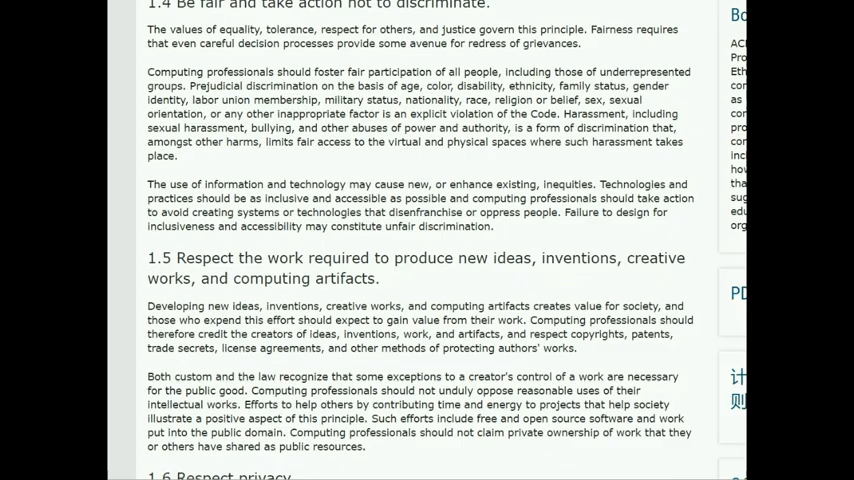 1.4 Be fair and take action not to discriminate.
The values of equality, tolerance, respect for others, and justice govern this principle. Fairness requires
that even careful decision processes provide some avenue for redress of grievances.
Computing professionals should foster fair participation of all people, including those of underrepresented
groups. Prejudicial discrimination on the basis of age, color, disability, ethnicity, family status, gender
identity, labor union membership, military status, nationality, race, religion or belief, sex, sexual
orientation, or any other inappropriate factor is an explicit violation of the Code. Harassment, including
sexual harassment, bullying, and other abuses of power and authority, is a form of discrimination that,
amongst other harms, limits fair access to the virtual and physical spaces where such harassment takes
place.
The use of information and technology may cause new, or enhance existing, inequities. Technologies and
practices should be as inclusive and accessible as possible and computing professionals should take action
to avoid creating systems or technologies that disenfranchise or oppress people. Failure to design for
inclusiveness and accessibility may constitute unfair discrimination.
1.5 Respect the work required to produce new ideas, inventions, creative
works, and computing artifacts.
Developing new ideas, inventions, creative works, and computing artifacts creates value for society, and
those who expend this effort should expect to gain value from their work. Computing professionals should
therefore credit the creators of ideas, inventions, work, and artifacts, and respect copyrights, patents,
trade secrets, license agreements, and other methods of protecting authors' works.
Both custom and the law recognize that some exceptions to a creator's control of a work are necessary
for the public good. Computing professionals should not unduly oppose reasonable uses of their
intellectual works. Efforts to help others by contributing time and energy to projects that help society
illustrate a positive aspect of this principle. Such efforts include free and open source software and work
put into the public domain. Computing professionals should not claim private ownership of work that they
or others have shared as public resources.
1.6 Respect privacy.
Bo
AC
Pro
Eth
con
as
con
pro
con
incl
how
tha
sug
edu
org
PD
计
则